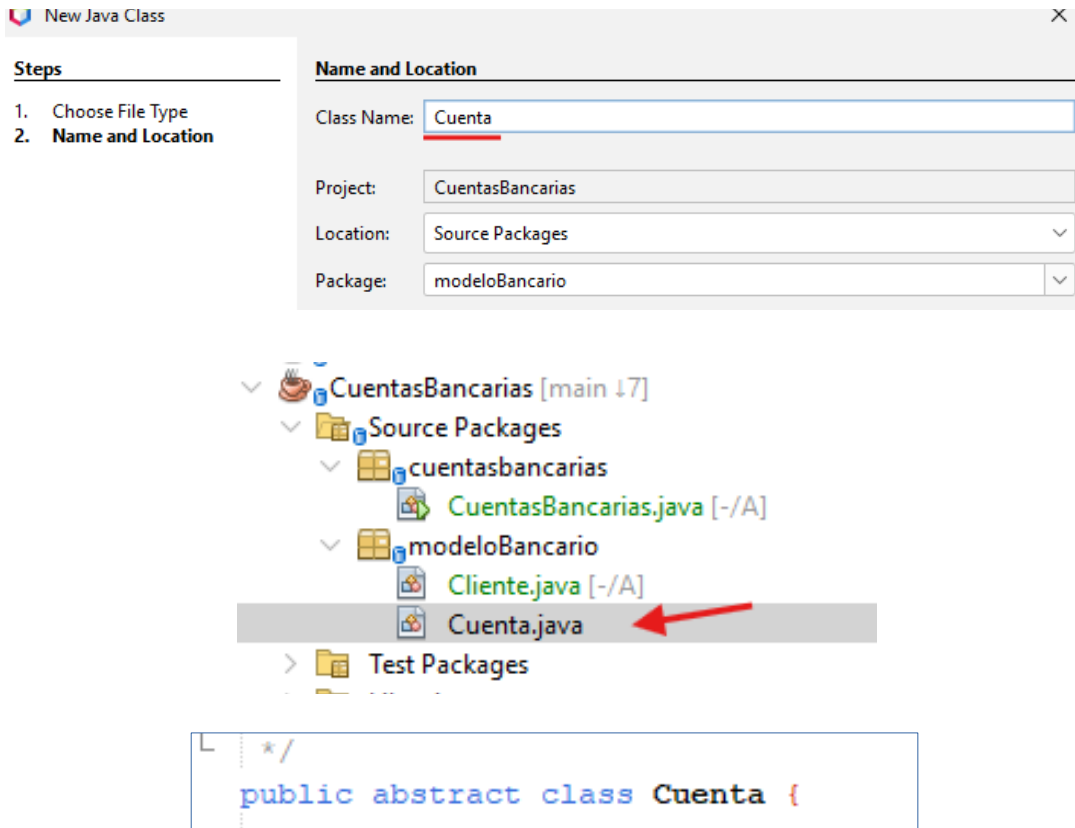 New Java Class
Steps
1. Choose File Type
2. Name and Location
Name and Location
Class Name: Cuenta
Project: CuentasBancarias
Location: Source Packages
Package: modeloBancario
CuentasBancarias [main ↓7]
Source Packages
cuentasbancarias
CuentasBancarias.java [-/A]
modeloBancario
Cliente.java [-/A]
Cuenta.java
Test Packages
*/
public abstract class Cuenta {